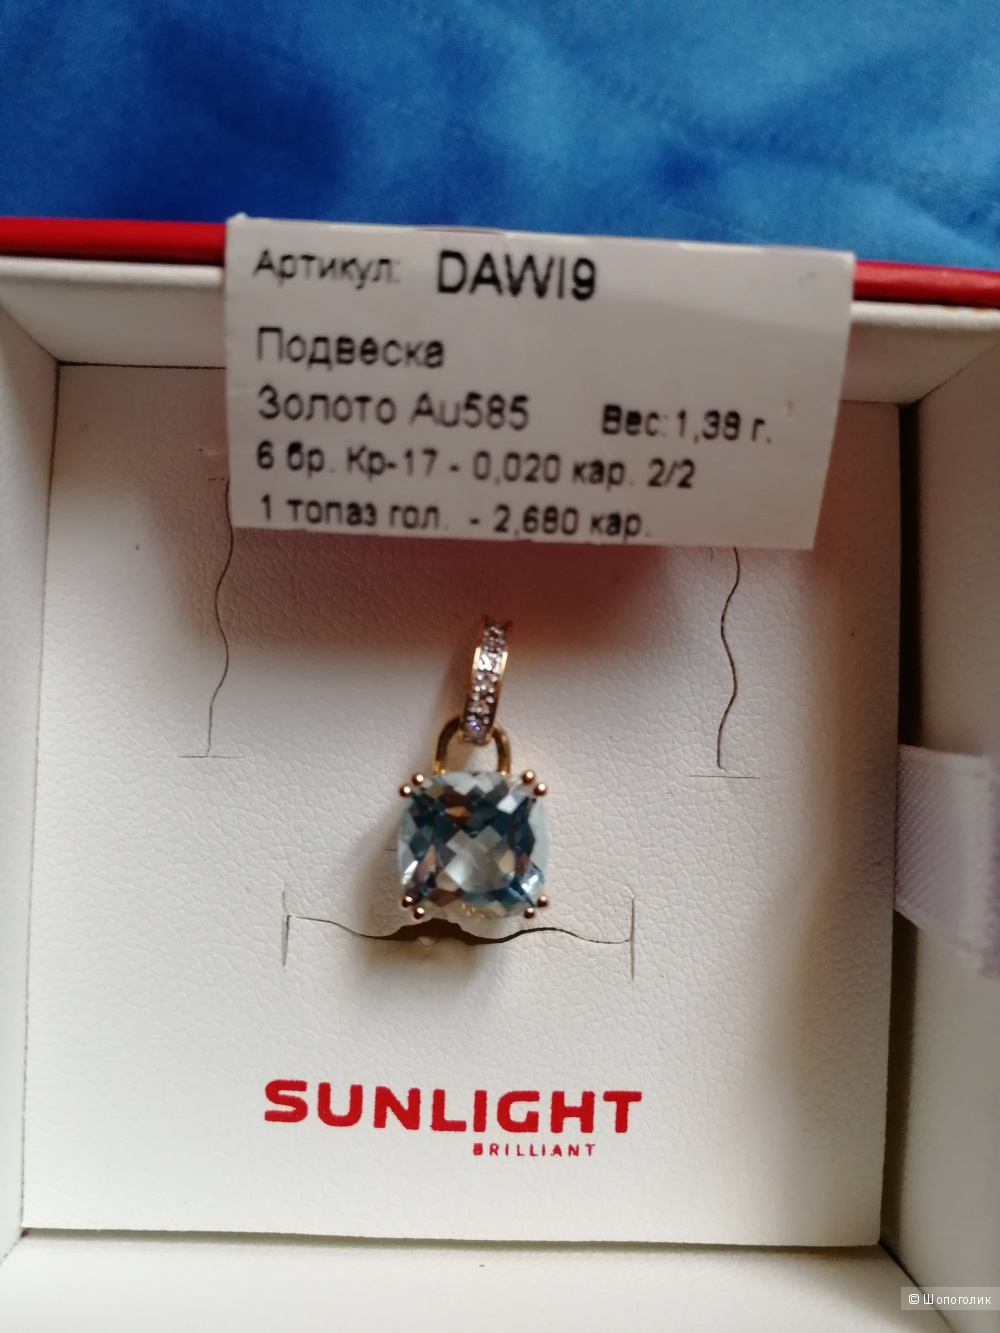 Артикул: DAWI9
Подвеска
Золото Au585 Вес: 1,38 г.
6 бр. Кр-17 - 0,020 кар. 2/2
1 топаз гол. - 2,680 кар.
SUNLIGHT
BRILLIANT
© Шопоголик